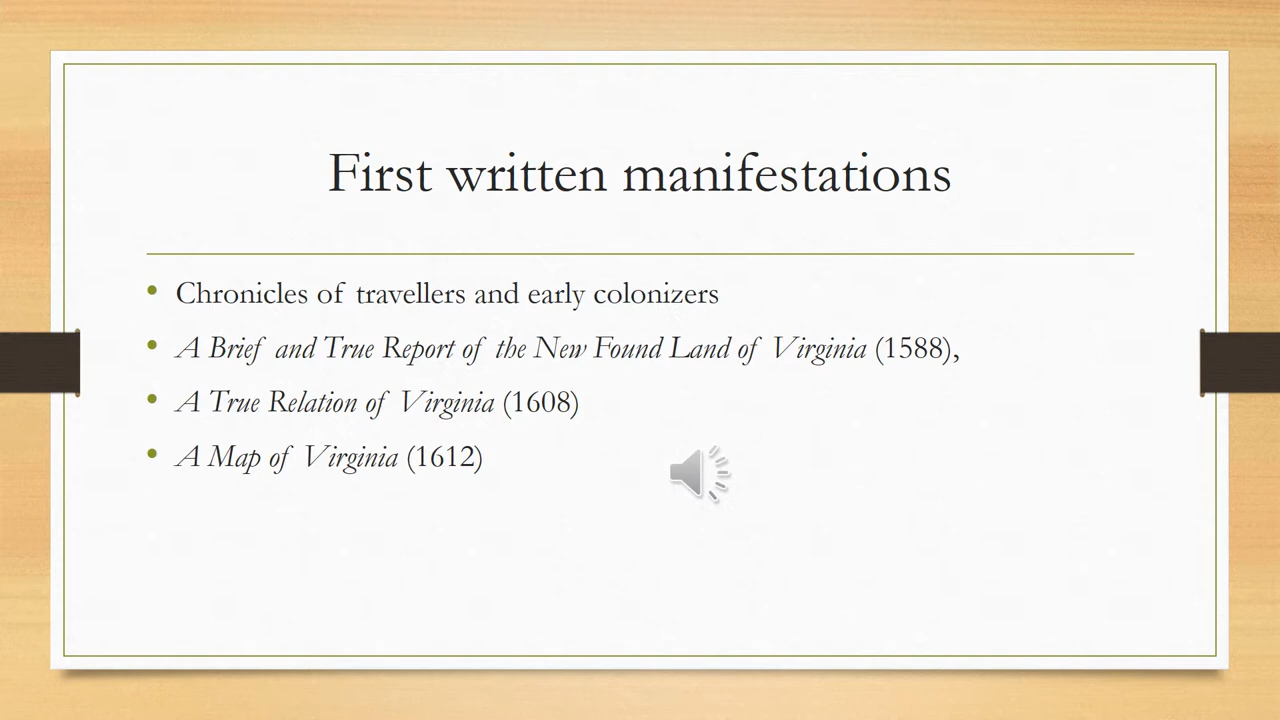 First written manifestations
• Chronicles of travellers and early colonizers
• A Brief and True Report of the New Found Land of Virginia (1588),
• A True Relation of Virginia (1608)
• A Map of Virginia (1612)